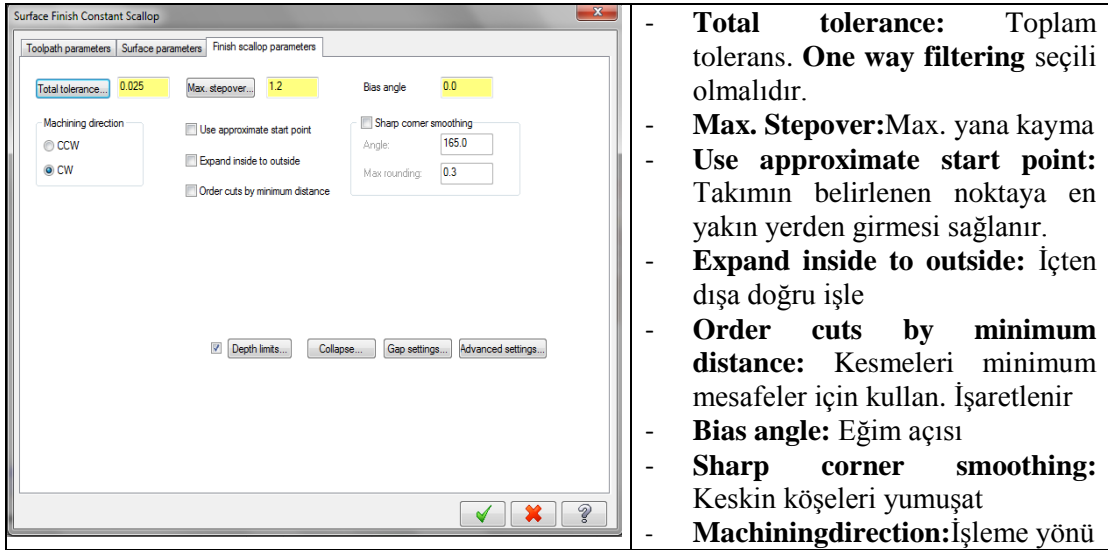 Surface Finish Constant Scallop
Toolpath parameters Surface parameters Finish scallop parameters
Total tolerance... 0.025 Max. stepover... 1.2 Bias angle 0.0
Machining direction
CCW
CW
Use approximate start point
Expand inside to outside
Order cuts by minimum distance
Sharp corner smoothing
Angle: 165.0
Max rounding: 0.3
Depth limits... Collapse... Gap settings... Advanced settings...
- Total tolerance: Toplam
tolerans. One way filtering seçili
olmalıdır.
- Max. Stepover:Max. yana kayma
- Use approximate start point:
Takımın belirlenen noktaya en
yakın yerden girmesi sağlanır.
- Expand inside to outside: İçten
dışa doğru işle
- Order cuts by minimum
distance: Kesmeleri minimum
mesafeler için kullan. İşaretlenir
- Bias angle: Eğim açısı
- Sharp corner smoothing:
Keskin köşeleri yumuşat
- Machiningdirection:İşleme yönü